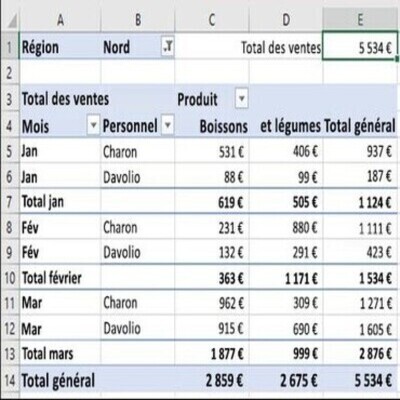 A B C D E
1 Région Nord Total des ventes 5 534 €
2
3 Total des ventes Produit
4 Mois Personnel Boissons et légumes Total général
5 Jan Charon 531 € 406 € 937 €
6 Jan Davolio 88 € 99 € 187 €
7 Total jan 619 € 505 € 1 124 €
8 Fév Charon 231 € 880 € 1 111 €
9 Fév Davolio 132 € 291 € 423 €
10 Total février 363 € 1 171 € 1 534 €
11 Mar Charon 962 € 309 € 1 271 €
12 Mar Davolio 915 € 690 € 1 605 €
13 Total mars 1 877 € 999 € 2 876 €
14 Total général 2 859 € 2 675 € 5 534 €